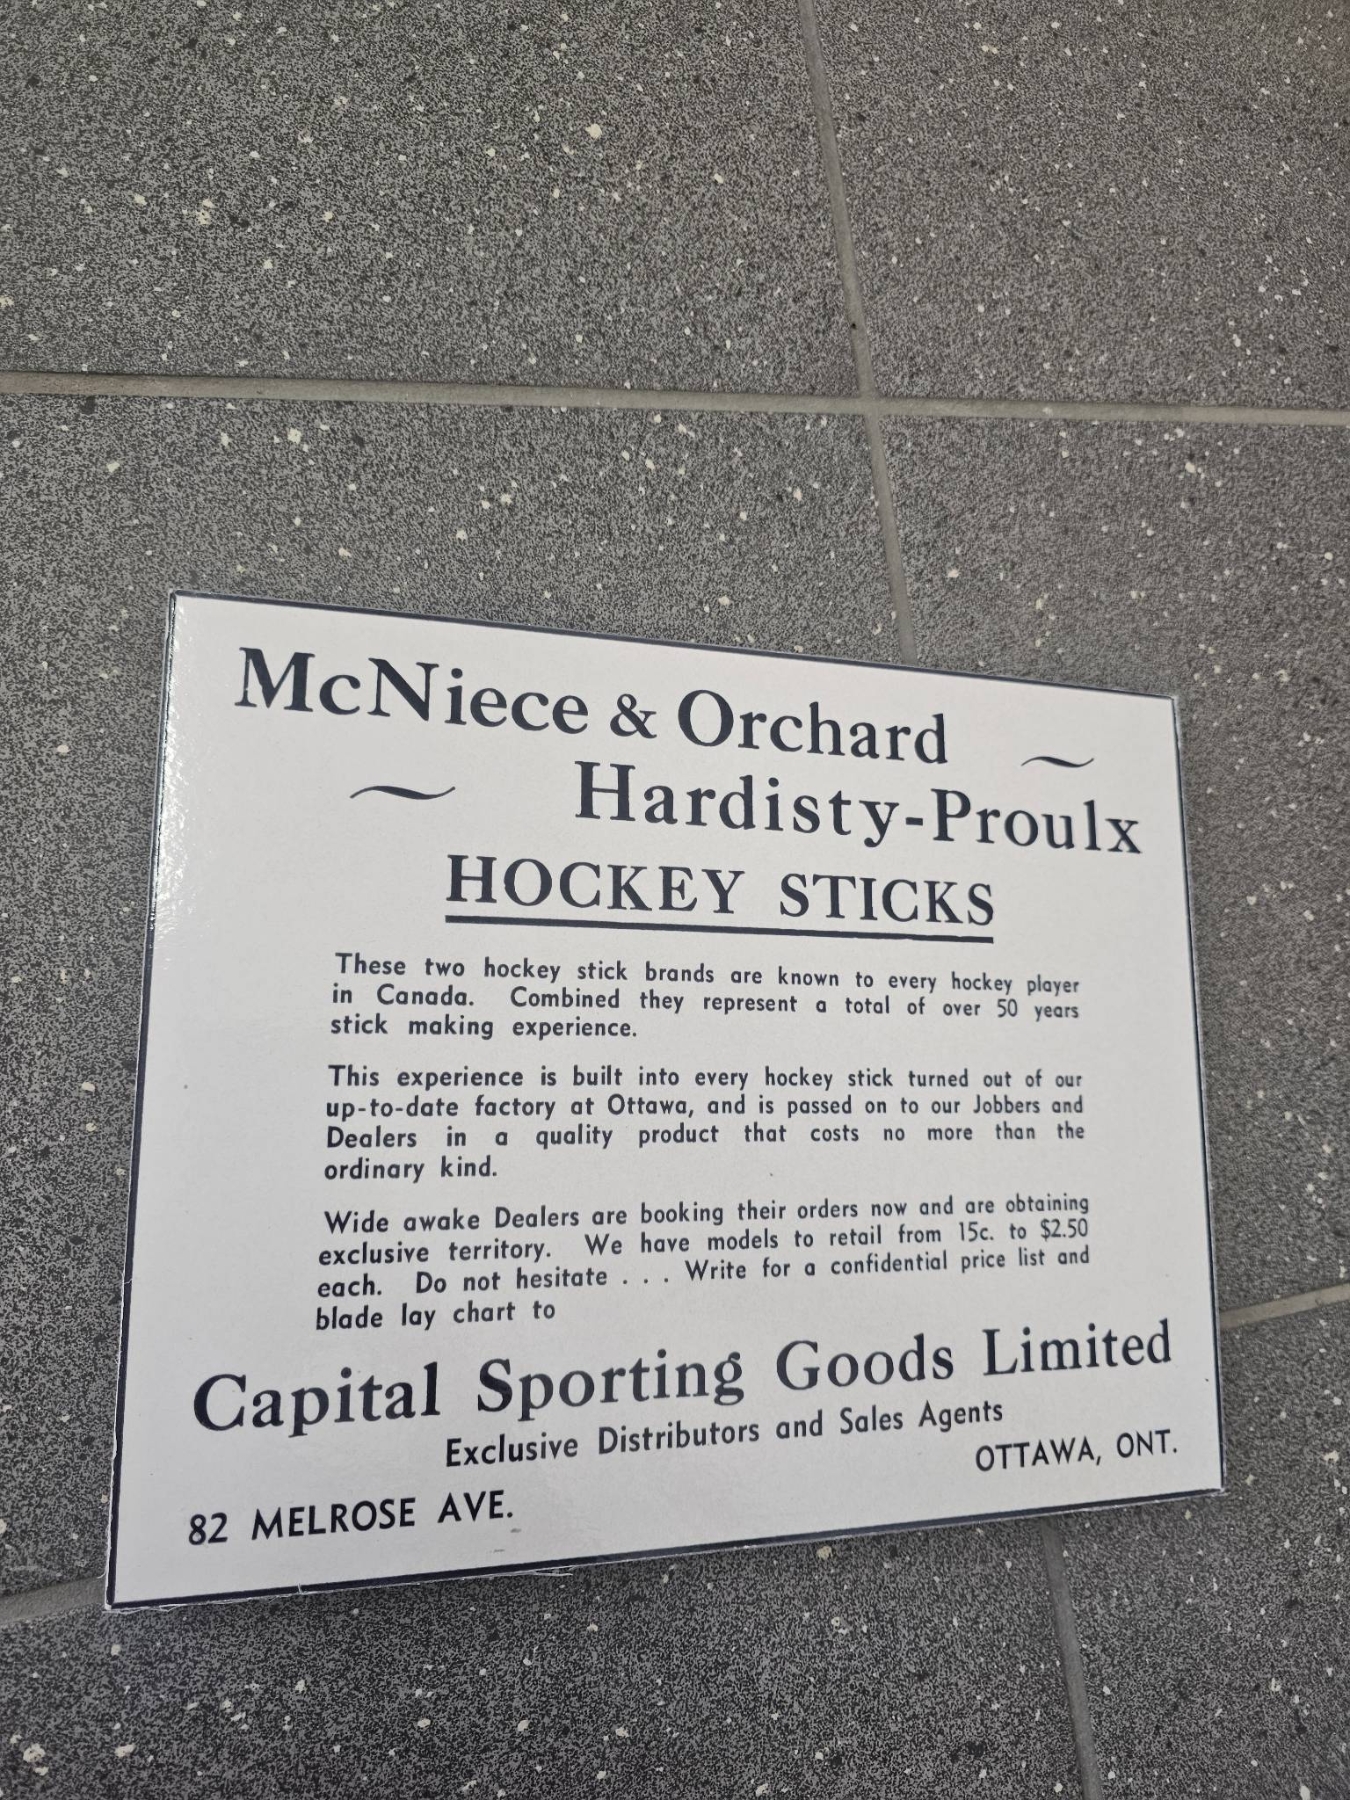 McNiece & Orchard ~
~ Hardisty-Proulx
HOCKEY STICKS
These two hockey stick brands are known to every hockey player
in Canada. Combined they represent a total of over 50 years
stick making experience.
This experience is built into every hockey stick turned out of our
up-to-date factory at Ottawa, and is passed on to our Jobbers and
Dealers in a quality product that costs no more than the
ordinary kind.
Wide awake Dealers are booking their orders now and are obtaining
exclusive territory. We have models to retail from 15c. to $2.50
each. Do not hesitate . . . Write for a confidential price list and
blade lay chart to
Capital Sporting Goods Limited
Exclusive Distributors and Sales Agents
82 MELROSE AVE. OTTAWA, ONT.